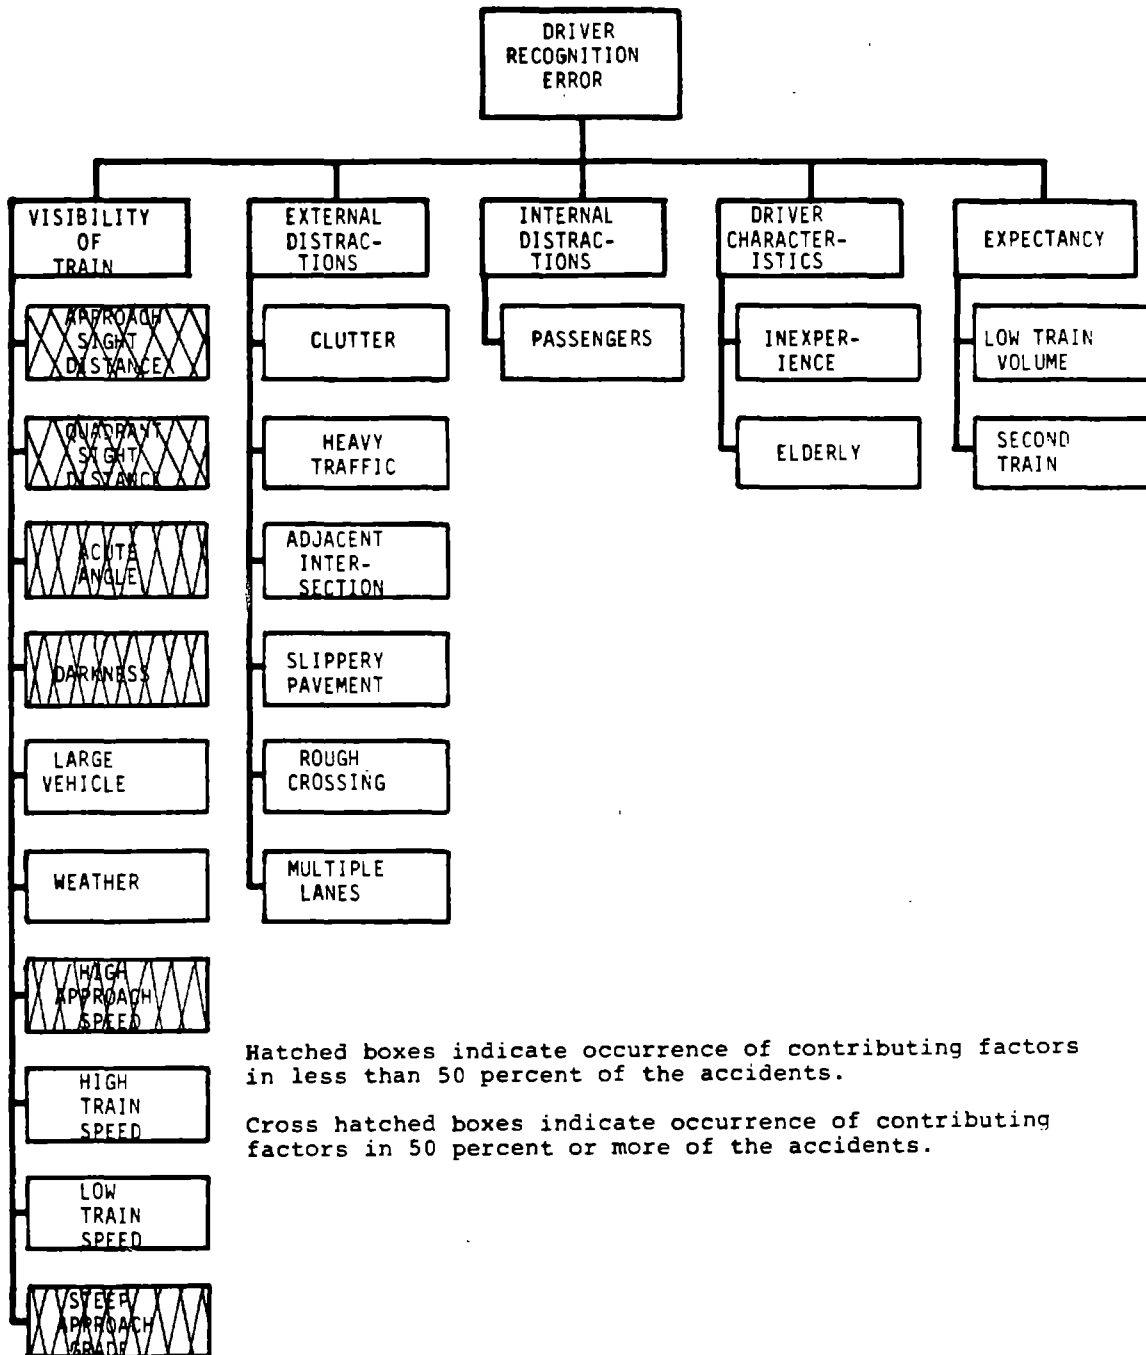 DRIVER
RECOGNITION
ERROR
VISIBILITY
OF
TRAIN
APPROACH
SIGHT
DISTANCE
QUADRANT
SIGHT
DISTANCE
ACUTE
ANGLE
DARKNESS
LARGE
VEHICLE
WEATHER
HIGH
APPROACH
SPEED
HIGH
TRAIN
SPEED
LOW
TRAIN
SPEED
STEEP
APPROACH
GRADE
EXTERNAL
DISTRAC-
TIONS
CLUTTER
HEAVY
TRAFFIC
ADJACENT
INTER-
SECTION
SLIPPERY
PAVEMENT
ROUGH
CROSSING
MULTIPLE
LANES
INTERNAL
DISTRAC-
TIONS
PASSENGERS
DRIVER
CHARACTER-
ISTICS
INEXPER-
IENCE
ELDERLY
EXPECTANCY
LOW TRAIN
VOLUME
SECOND
TRAIN
Hatched boxes indicate occurrence of contributing factors
in less than 50 percent of the accidents.
Cross hatched boxes indicate occurrence of contributing
factors in 50 percent or more of the accidents.